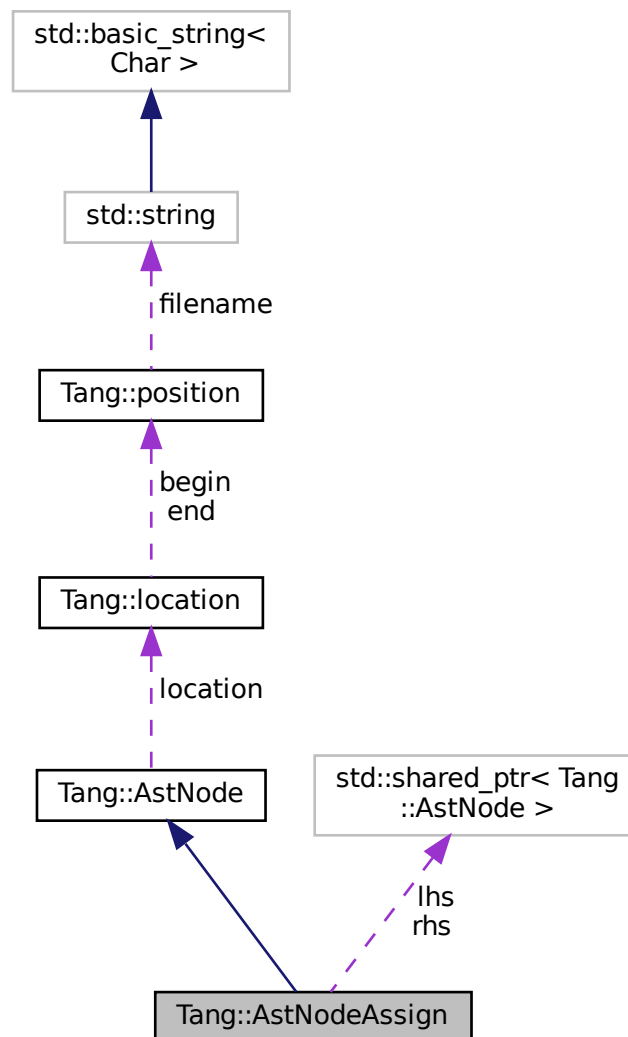 std::basic_string<
Char >
std::string
filename
Tang::position
begin
end
Tang::location
location
Tang::AstNode
std::shared_ptr< Tang
::AstNode >
lhs
rhs
Tang::AstNodeAssign